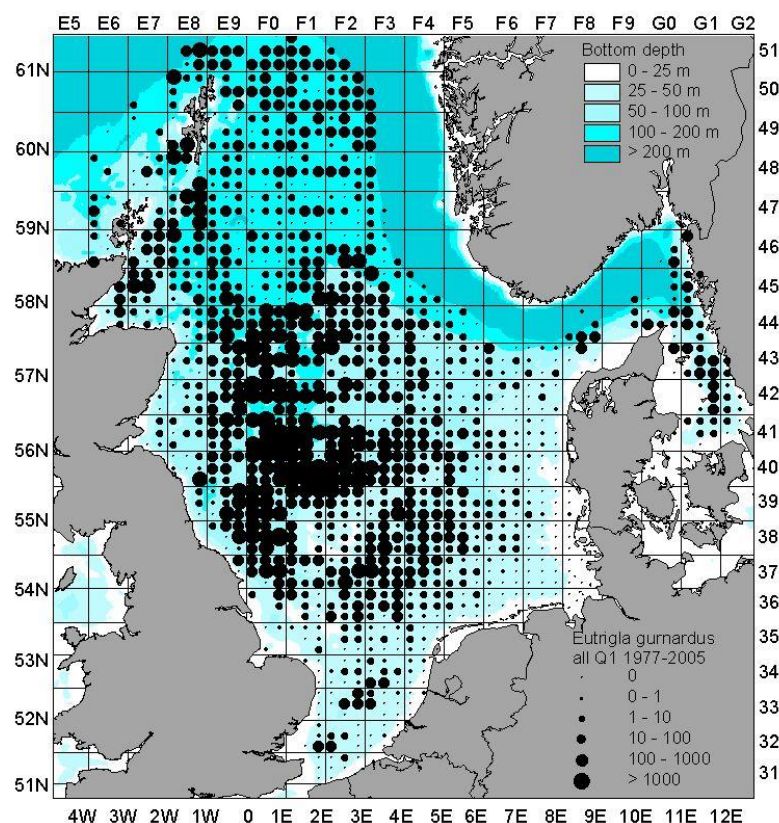 E5 E6 E7 E8 E9 F0 F1 F2 F3 F4 F5 F6 F7 F8 F9 G0 G1 G2
Bottom depth
0 - 25 m
25 - 50 m
50 - 100 m
100 - 200 m
> 200 m
61N
60N
59N
58N
57N
56N
55N
54N
53N
52N
51N
51
50
49
48
47
46
45
44
43
42
41
40
39
38
37
36
35
34
33
32
31
Eutrigla gurnardus
all Q1 1977-2005
0
0 - 1
1 - 10
10 - 100
100 - 1000
> 1000
4W 3W 2W 1W 0 1E 2E 3E 4E 5E 6E 7E 8E 9E 10E 11E 12E